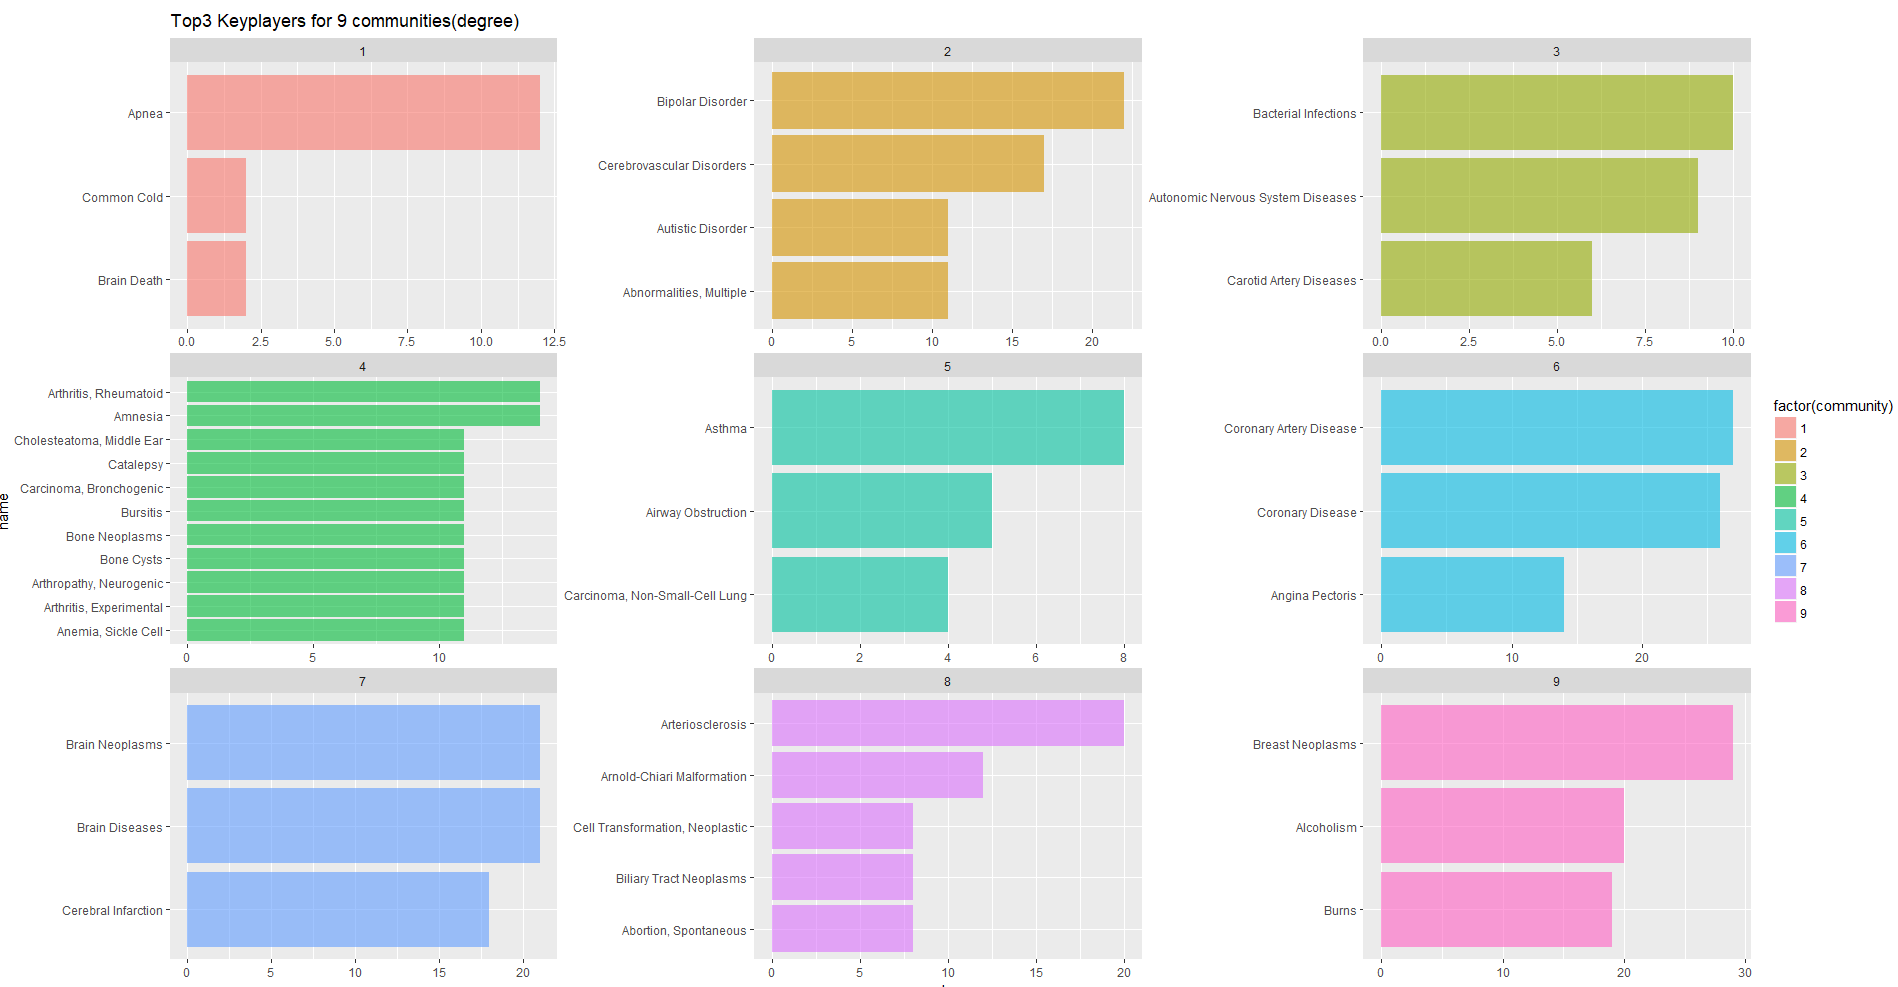 Top3 Keyplayers for 9 communities(degree)
1
Apnea
Common Cold
Brain Death
0.0 2.5 5.0 7.5 10.0 12.5
2
Bipolar Disorder
Cerebrovascular Disorders
Autistic Disorder
Abnormalities, Multiple
0 5 10 15 20
3
Bacterial Infections
Autonomic Nervous System Diseases
Carotid Artery Diseases
0.0 2.5 5.0 7.5 10.0
name
4
Arthritis, Rheumatoid
Amnesia
Cholesteatoma, Middle Ear
Catalepsy
Carcinoma, Bronchogenic
Bursitis
Bone Neoplasms
Bone Cysts
Arthropathy, Neurogenic
Arthritis, Experimental
Anemia, Sickle Cell
0 5 10
5
Asthma
Airway Obstruction
Carcinoma, Non-Small-Cell Lung
0 2 4 6 8
6
Coronary Artery Disease
Coronary Disease
Angina Pectoris
0 10 20
7
Brain Neoplasms
Brain Diseases
Cerebral Infarction
0 5 10 15 20
8
Arteriosclerosis
Arnold-Chiari Malformation
Cell Transformation, Neoplastic
Biliary Tract Neoplasms
Abortion, Spontaneous
0 5 10 15 20
9
Breast Neoplasms
Alcoholism
Burns
0 10 20 30
factor(community)
1
2
3
4
5
6
7
8
9